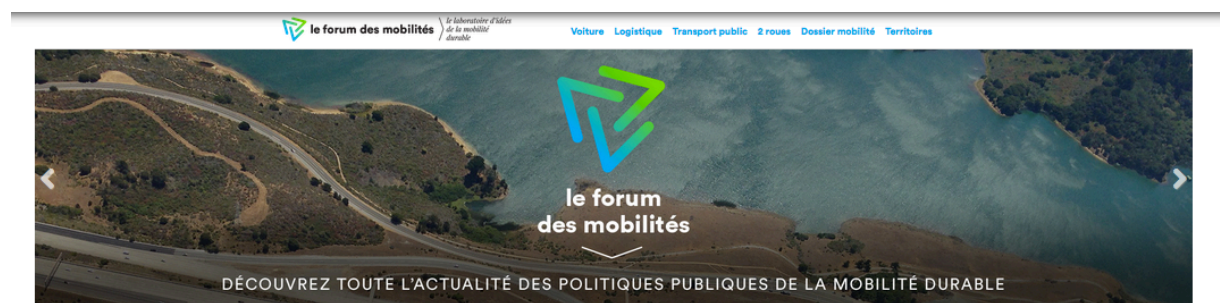 le forum des mobilités
le laboratoire d'idées
de la mobilité
durable
Voiture Logistique Transport public 2 roues Dossier mobilité Territoires
le forum
des mobilités
DÉCOUVREZ TOUTE L'ACTUALITÉ DES POLITIQUES PUBLIQUES DE LA MOBILITÉ DURABLE